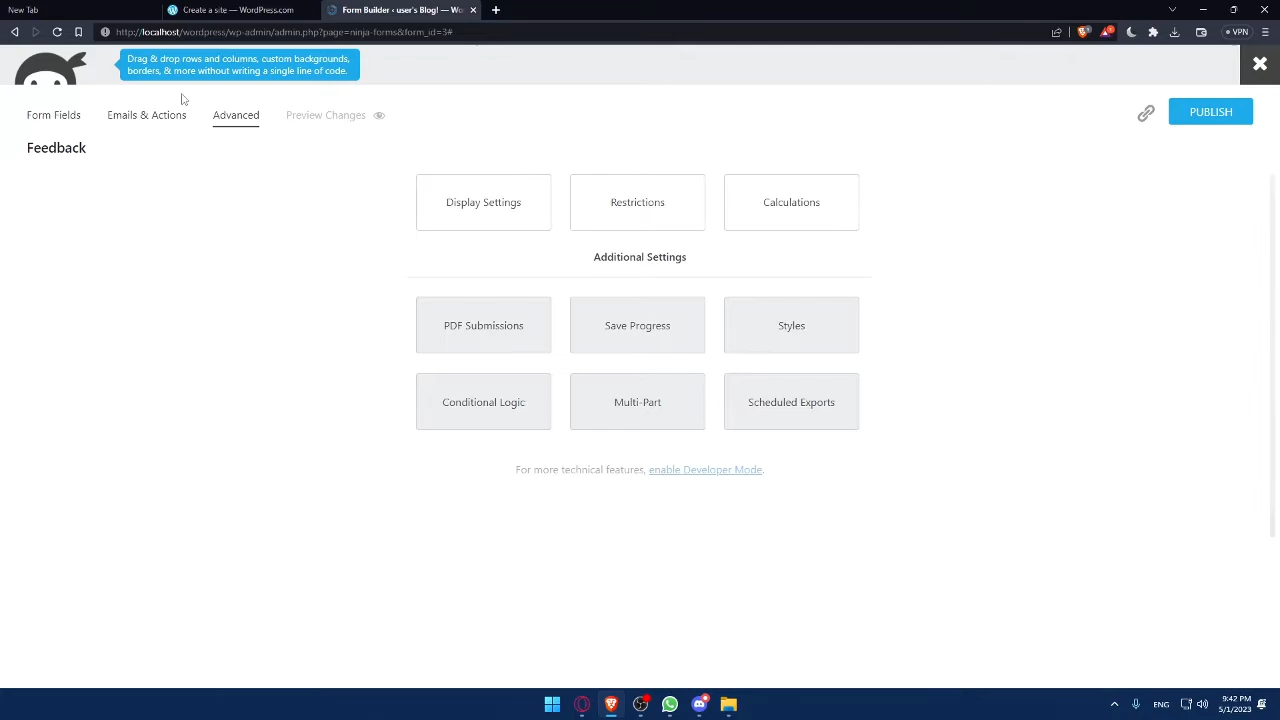 New Tab
Create a site — WordPress.com
Form Builder - user's Blog! — Wo
http://localhost/wordpress/wp-admin/admin.php?page=ninja-forms&form_id=3#
VPN
Drag & drop rows and columns, custom backgrounds,
borders, & more without writing a single line of code.
Form Fields
Emails & Actions
Advanced
Preview Changes
PUBLISH
Feedback
Display Settings
Restrictions
Calculations
Additional Settings
PDF Submissions
Save Progress
Styles
Conditional Logic
Multi-Part
Scheduled Exports
For more technical features, enable Developer Mode.
ENG
9:42 PM
5/1/2023